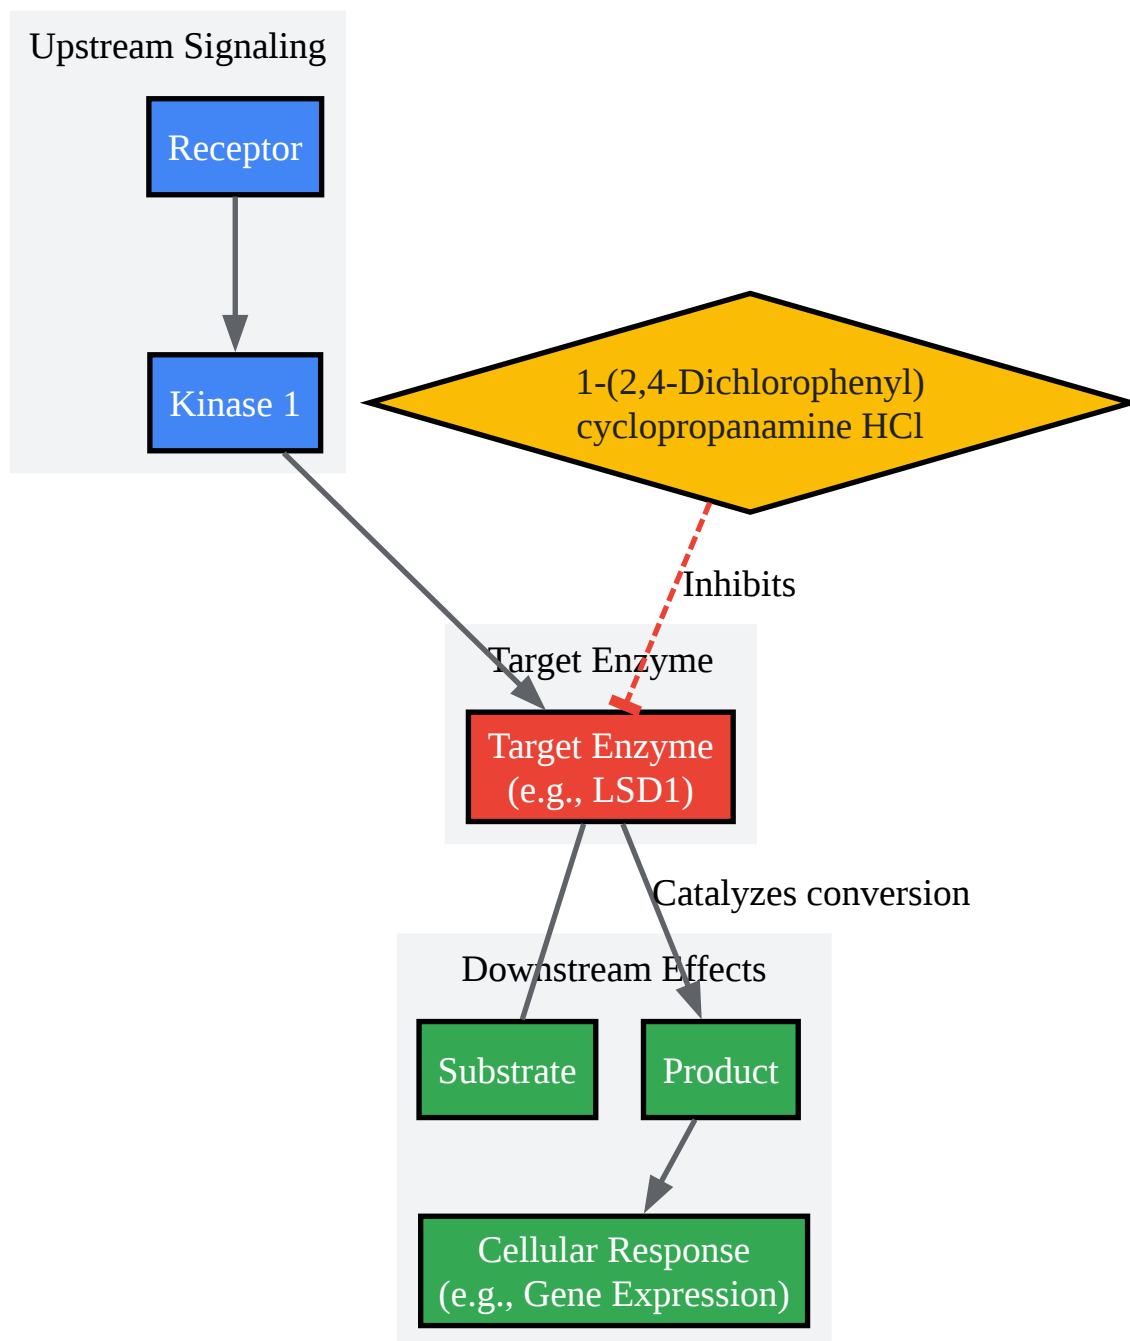 Upstream Signaling
Receptor
Kinase 1
1-(2,4-Dichlorophenyl)
cyclopropanamine HCl
Inhibits
Target Enzyme
Target Enzyme
(e.g., LSD1)
Catalyzes conversion
Downstream Effects
Substrate
Product
Cellular Response
(e.g., Gene Expression)